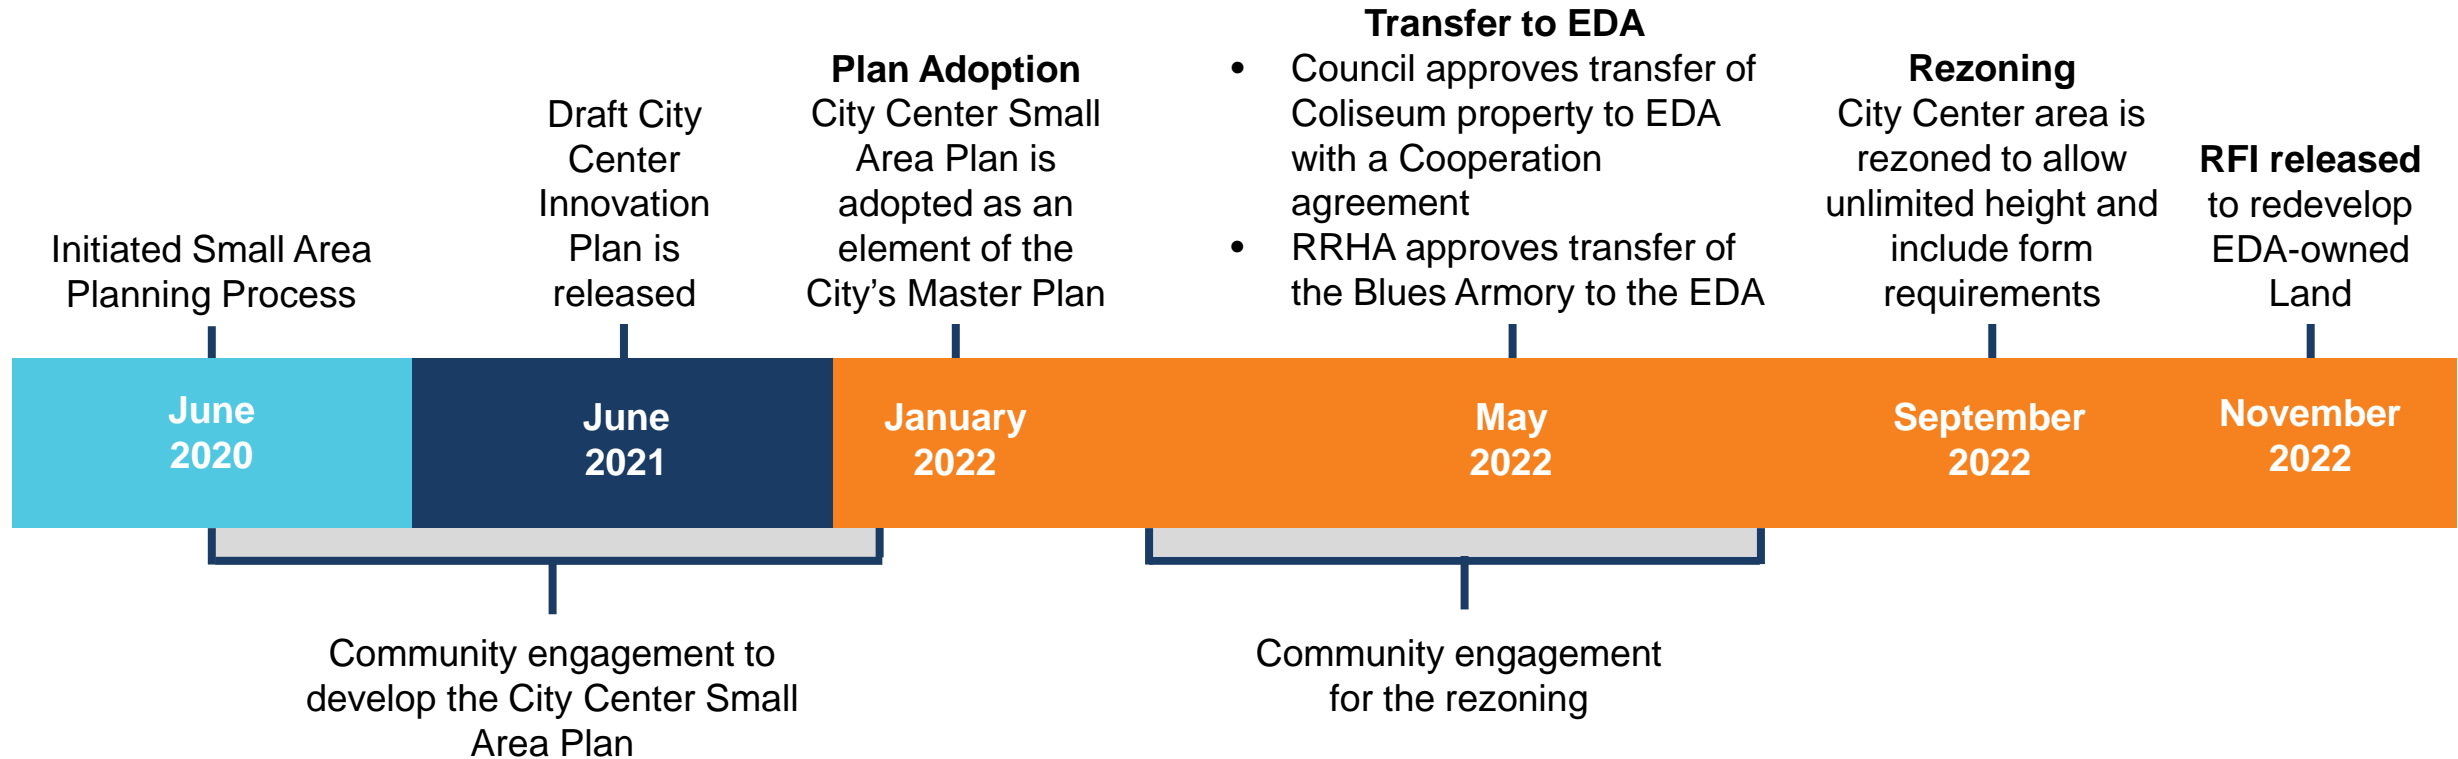 Initiated Small Area
Planning Process
Draft City
Center
Innovation
Plan is
released
Plan Adoption
City Center Small
Area Plan is
adopted as an
element of the
City's Master Plan
Transfer to EDA
• Council approves transfer of
Coliseum property to EDA
with a Cooperation
agreement
• RRHA approves transfer of
the Blues Armory to the EDA
Rezoning
City Center area is
rezoned to allow
unlimited height and
include form
requirements
RFI released
to redevelop
EDA-owned
Land
June
2020
June
2021
January
2022
May
2022
September
2022
November
2022
Community engagement to
develop the City Center Small
Area Plan
Community engagement
for the rezoning